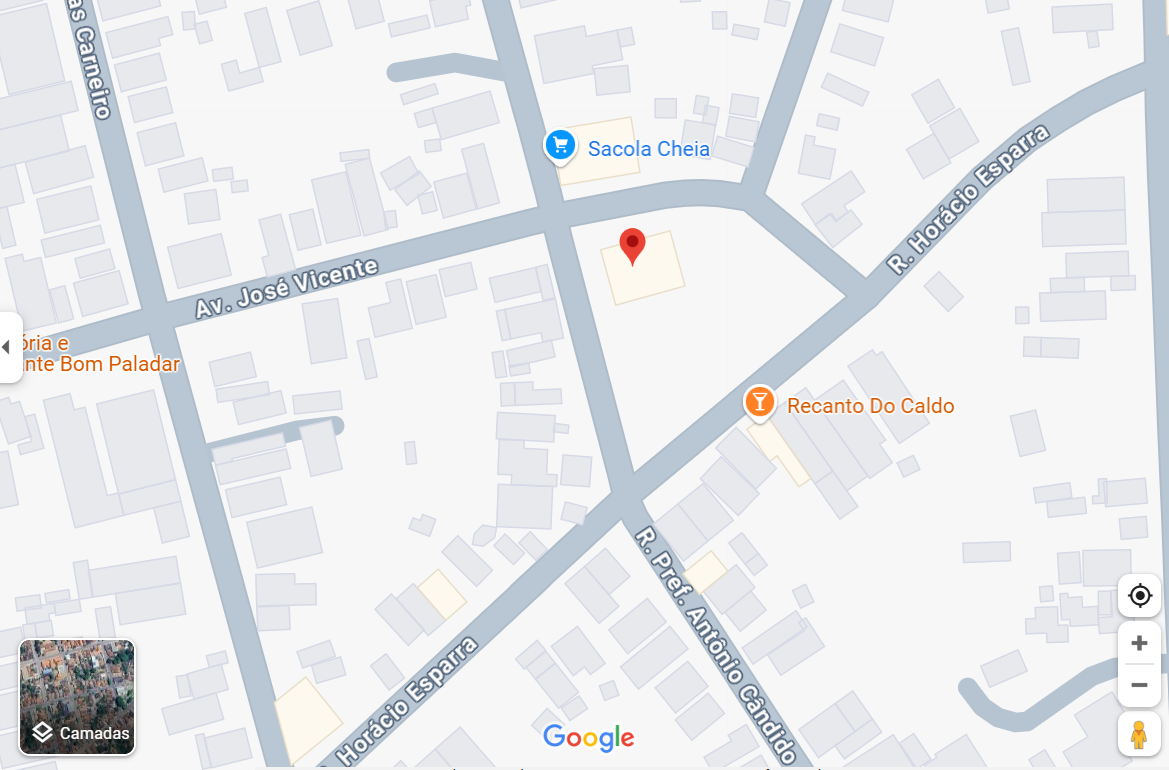 as Carneiro
Sacola Cheia
R. Horácio Esparra
Av. José Vicente
ória e
nte Bom Paladar
Recanto Do Caldo
R. Pref. Antônio Cândido
Horácio Esparra
Camadas
Google